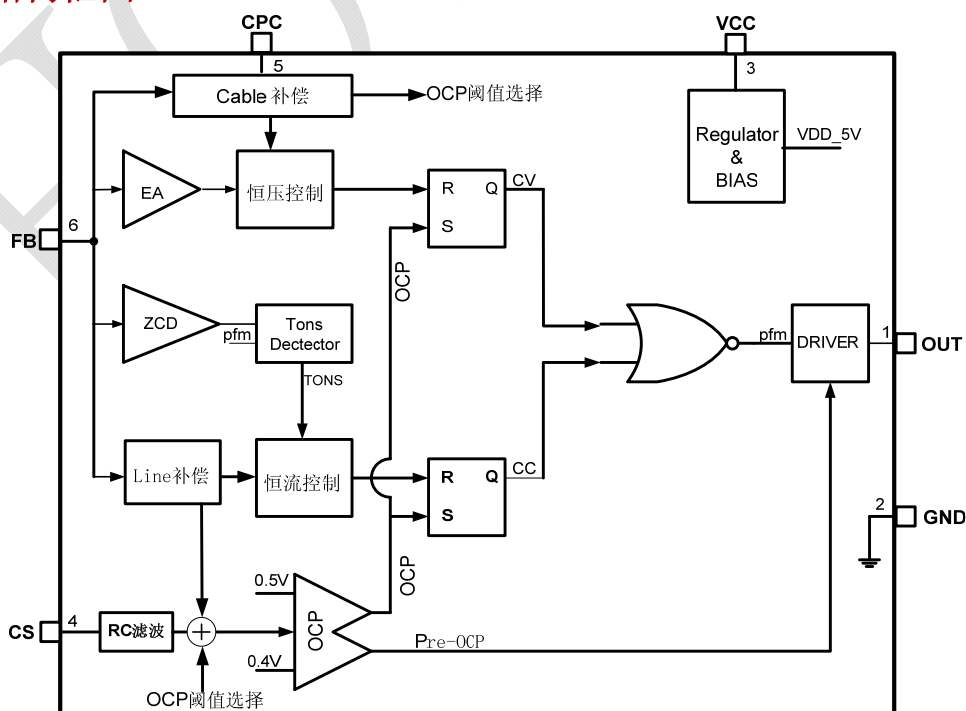 CPC
VCC
5
3
Cable 补偿
OCP阈值选择
Regulator
&
BIAS
VDD_5V
EA
恒压控制
R Q
S
CV
6
FB
OCP
ZCD
pfm
Tons
Dectector
TONS
pfm
DRIVER
1
OUT
Line补偿
恒流控制
R Q
S
CC
2
GND
OCP
0.5V
OCP
CS
4
RC滤波
+
0.4V
Pre-OCP
OCP阈值选择